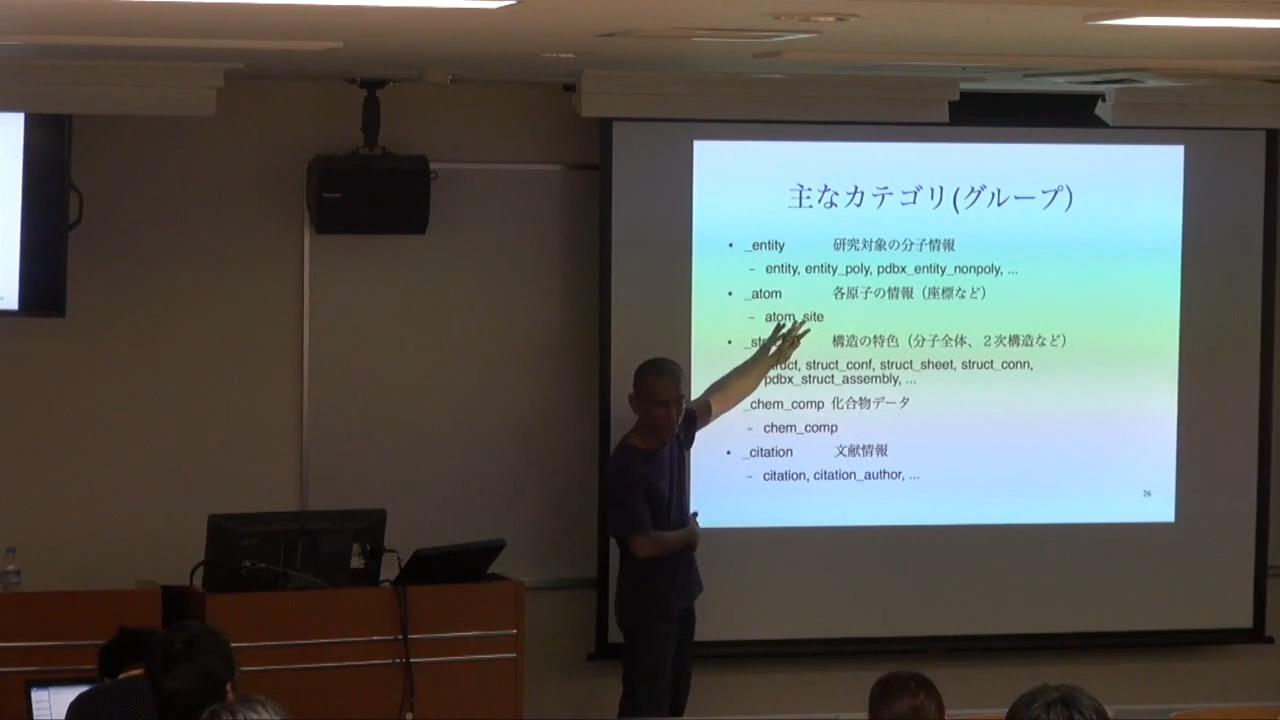 主なカテゴリ(グループ)
• _entity 研究対象の分子情報
– entity, entity_poly, pdbx_entity_nonpoly, ...
• _atom 各原子の情報（座標など）
– atom_site
• 構造の特色（分子全体、２次構造など）
struct_conf, struct_sheet, struct_conn,
pdbx_struct_assembly, ...
_chem_comp 化合物データ
– chem_comp
• _citation 文献情報
– citation, citation_author, ...
26